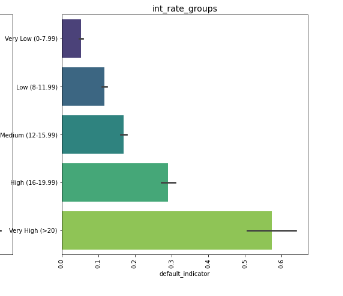 int_rate_groups
Very Low (0-7.99)
Low (8-11.99)
Medium (12-15.99)
High (16-19.99)
Very High (>20)
0.0 0.1 0.2 0.3 0.4 0.5 0.6
default_indicator